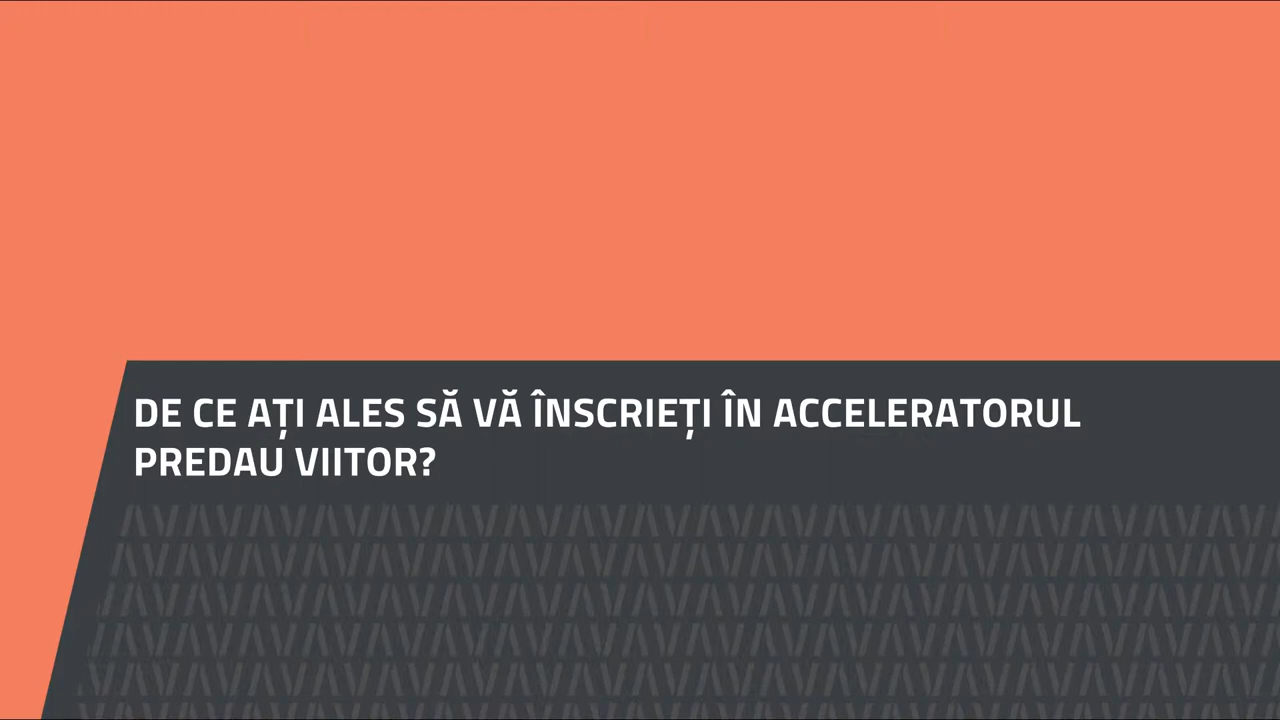 DE CE AȚI ALES SĂ VĂ ÎNSCRIEȚI ÎN ACCELERATORUL
PREDAU VIITOR?